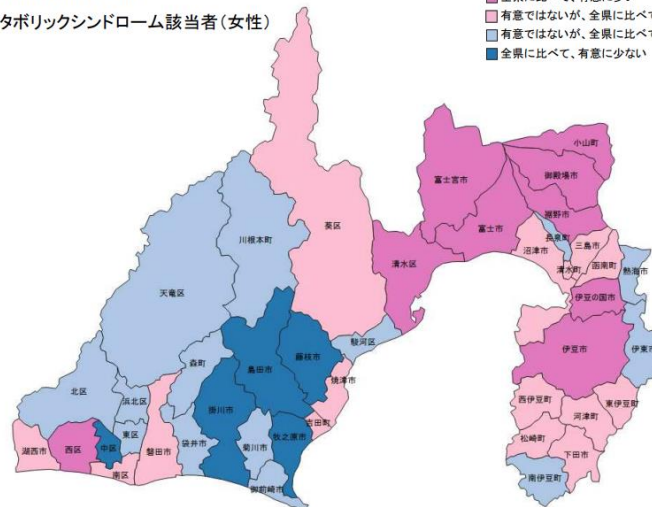 タボリックシンドローム該当者(女性)
有意ではないが、全県に比べて
有意ではないが、全県に比べて
全県に比べて、有意に少ない
小山町
御殿場市
富士宮市
裾野市
富士市
長泉町
三島市
沼津市
清水町
函南町
熱海市
葵区
川根本町
清水区
伊豆の国市
天竜区
伊豆市
伊東市
駿河区
藤枝市
島田市
森町
焼津市
北区
浜北区
掛川市
西伊豆町
東伊豆町
河津町
吉田町
東区
菊川市
牧之原市
松崎町
湖西市
西区
中区
磐田市
袋井市
下田市
南区
御前崎市
南伊豆町